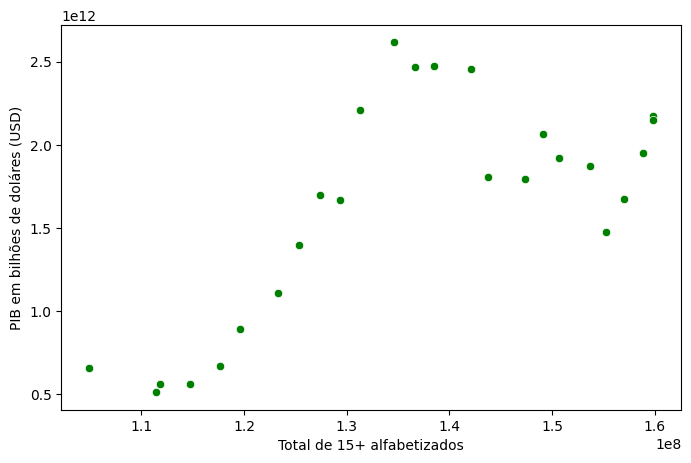 1e12
2.5
2.0
1.5
1.0
0.5
PIB em bilhões de doláres (USD)
1.1 1.2 1.3 1.4 1.5 1.6
1e8
Total de 15+ alfabetizados